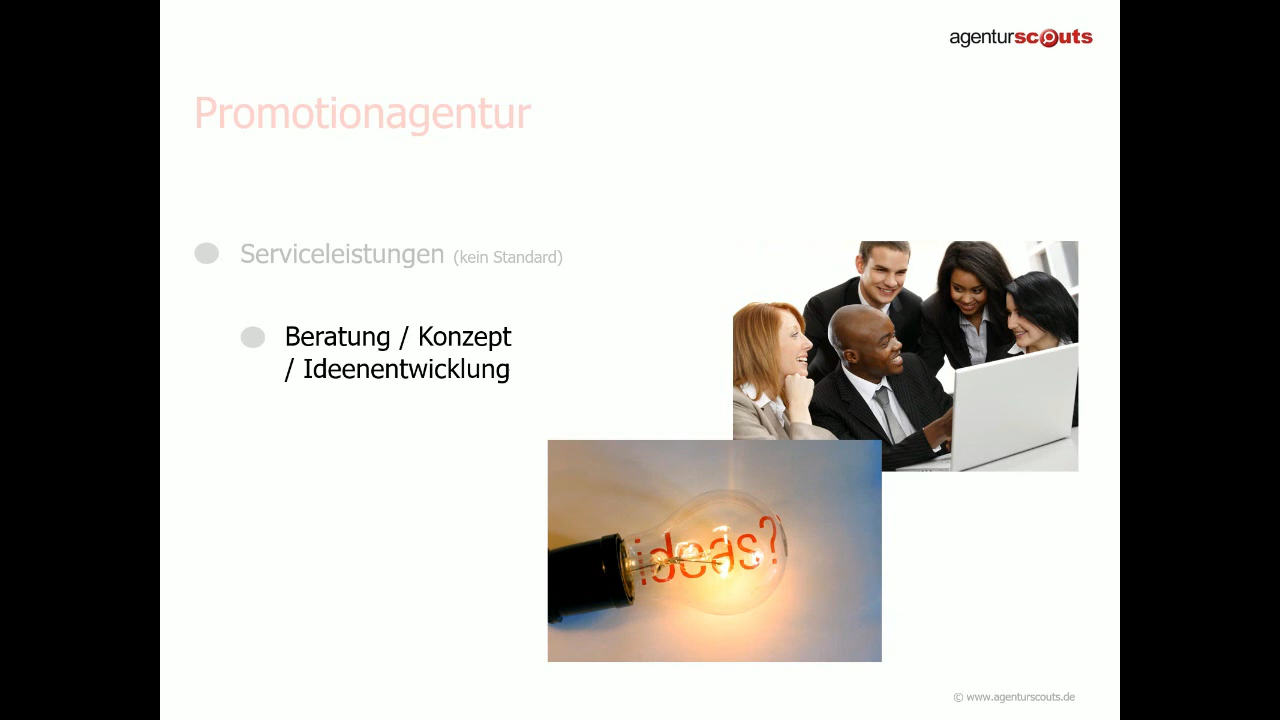 agenturscouts
Promotionagentur
Serviceleistungen (kein Standard)
Beratung / Konzept
/ Ideenentwicklung
ideas?
© www.agenturscouts.de